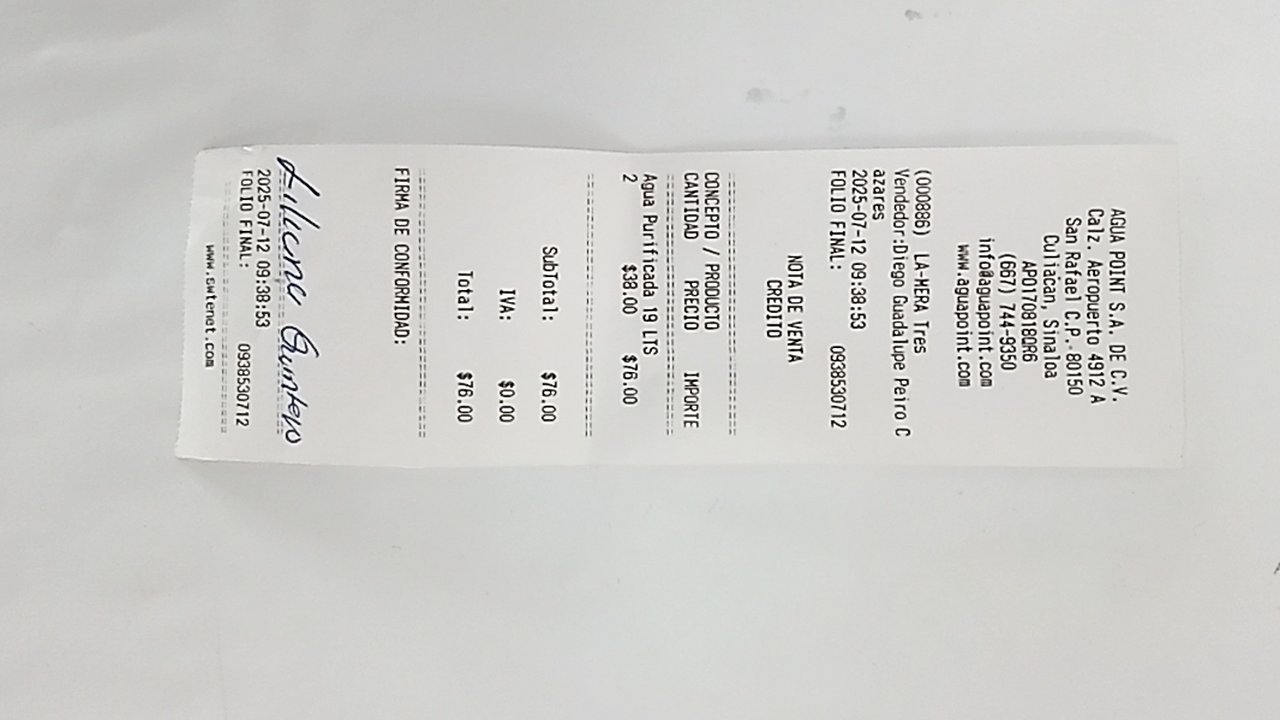 AGUA POINT S.A. DE C.V.
Calz. Aeropuerto 4912 A
San Rafael C.P. 80150
Culiacan, Sinaloa
APO170818QR6
(667) 744-9350
info@aguapoint.com
www.aguapoint.com
(000886) LA-MERA Tres
Vendedor:Diego Guadalupe Peiro C
azares
2025-07-12 09:38:53
FOLIO FINAL: 0938530712
NOTA DE VENTA
CREDITO
CONCEPTO / PRODUCTO
CANTIDAD PRECIO IMPORTE
Agua Purificada 19 LTS
2 $38.00 $76.00
SubTotal: $76.00
IVA: $0.00
Total: $76.00
FIRMA DE CONFORMIDAD:
Liliana Quintero
2025-07-12 09:38:53
FOLIO FINAL: 0938530712
www.swtenet.com